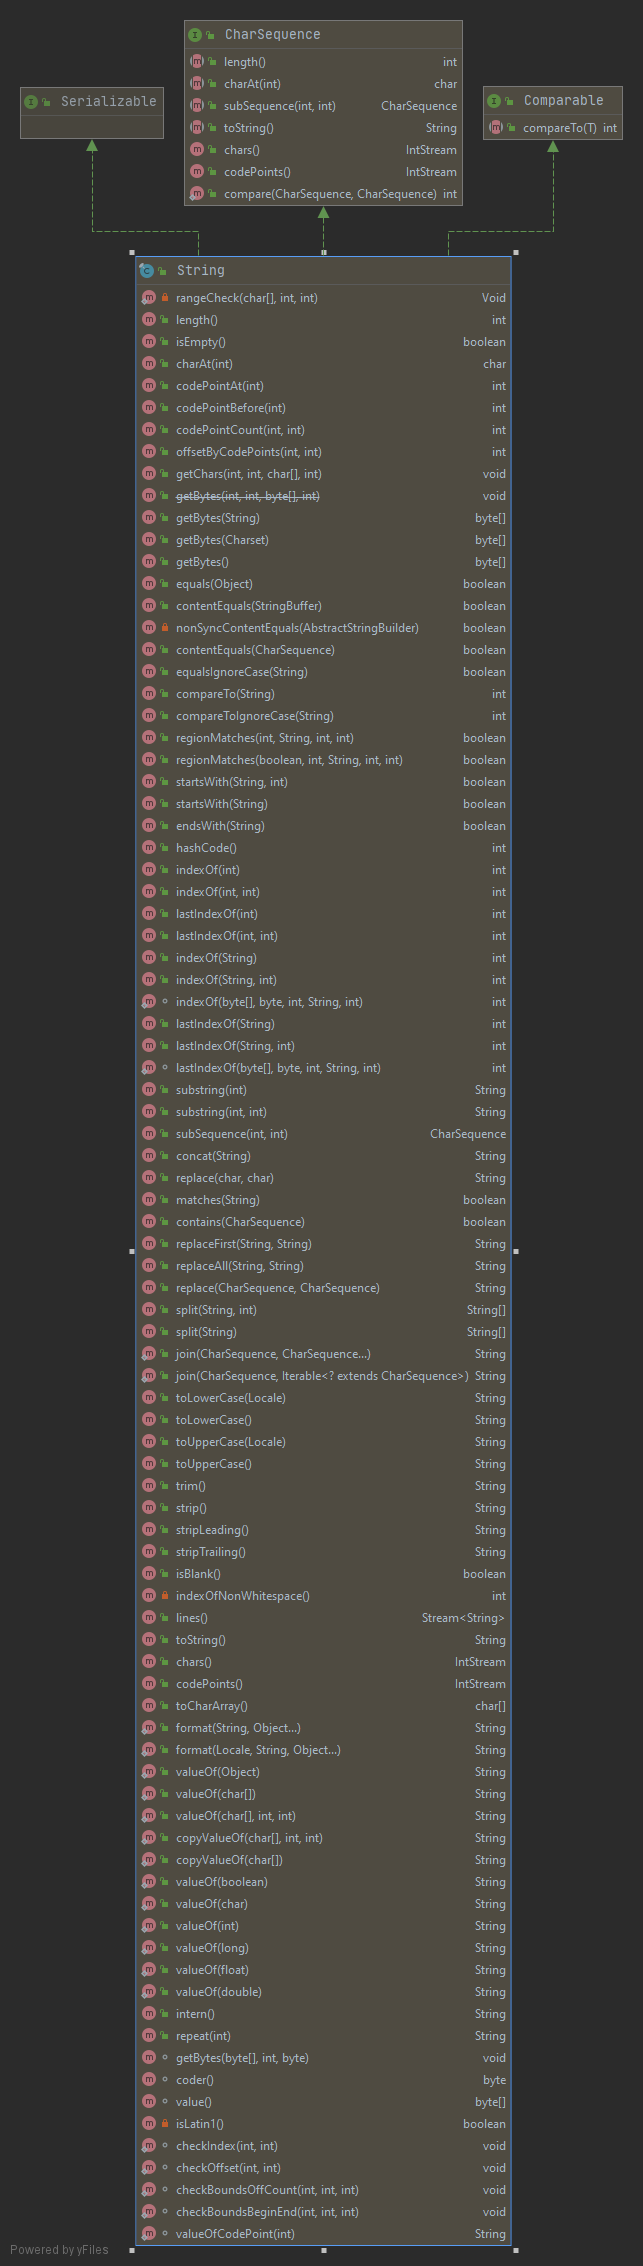 CharSequence
length() int
charAt(int) char
subSequence(int, int) CharSequence
toString() String
chars() IntStream
codePoints() IntStream
compare(CharSequence, CharSequence) int
Serializable
Comparable
compareTo(T) int
String
rangeCheck(char[], int, int) Void
length() int
isEmpty() boolean
charAt(int) char
codePointAt(int) int
codePointBefore(int) int
codePointCount(int, int) int
offsetByCodePoints(int, int) int
getChars(int, int, char[], int) void
getBytes(int, int, byte[], int) void
getBytes(String) byte[]
getBytes(Charset) byte[]
getBytes() byte[]
equals(Object) boolean
contentEquals(StringBuffer) boolean
nonSyncContentEquals(AbstractStringBuilder) boolean
contentEquals(CharSequence) boolean
equalsIgnoreCase(String) boolean
compareTo(String) int
compareToIgnoreCase(String) int
regionMatches(int, String, int, int) boolean
regionMatches(boolean, int, String, int, int) boolean
startsWith(String, int) boolean
startsWith(String) boolean
endsWith(String) boolean
hashCode() int
indexOf(int) int
indexOf(int, int) int
lastIndexOf(int) int
lastIndexOf(int, int) int
indexOf(String) int
indexOf(String, int) int
indexOf(byte[], byte, int, String, int) int
lastIndexOf(String) int
lastIndexOf(String, int) int
lastIndexOf(byte[], byte, int, String, int) int
substring(int) String
substring(int, int) String
subSequence(int, int) CharSequence
concat(String) String
replace(char, char) String
matches(String) boolean
contains(CharSequence) boolean
replaceFirst(String, String) String
replaceAll(String, String) String
replace(CharSequence, CharSequence) String
split(String, int) String[]
split(String) String[]
join(CharSequence, CharSequence...) String
join(CharSequence, Iterable<? extends CharSequence>) String
toLowerCase(Locale) String
toLowerCase() String
toUpperCase(Locale) String
toUpperCase() String
trim() String
strip() String
stripLeading() String
stripTrailing() String
isBlank() boolean
indexOfNonWhitespace() int
lines() Stream<String>
toString() String
chars() IntStream
codePoints() IntStream
toCharArray() char[]
format(String, Object...) String
format(Locale, String, Object...) String
valueOf(Object) String
valueOf(char[]) String
valueOf(char[], int, int) String
copyValueOf(char[], int, int) String
copyValueOf(char[]) String
valueOf(boolean) String
valueOf(char) String
valueOf(int) String
valueOf(long) String
valueOf(float) String
valueOf(double) String
intern() String
repeat(int) String
getBytes(byte[], int, byte) void
coder() byte
value() byte[]
isLatin1() boolean
checkIndex(int, int) void
checkOffset(int, int) void
checkBoundsOffCount(int, int, int) void
checkBoundsBeginEnd(int, int, int) void
valueOfCodePoint(int) String
Powered by yFiles